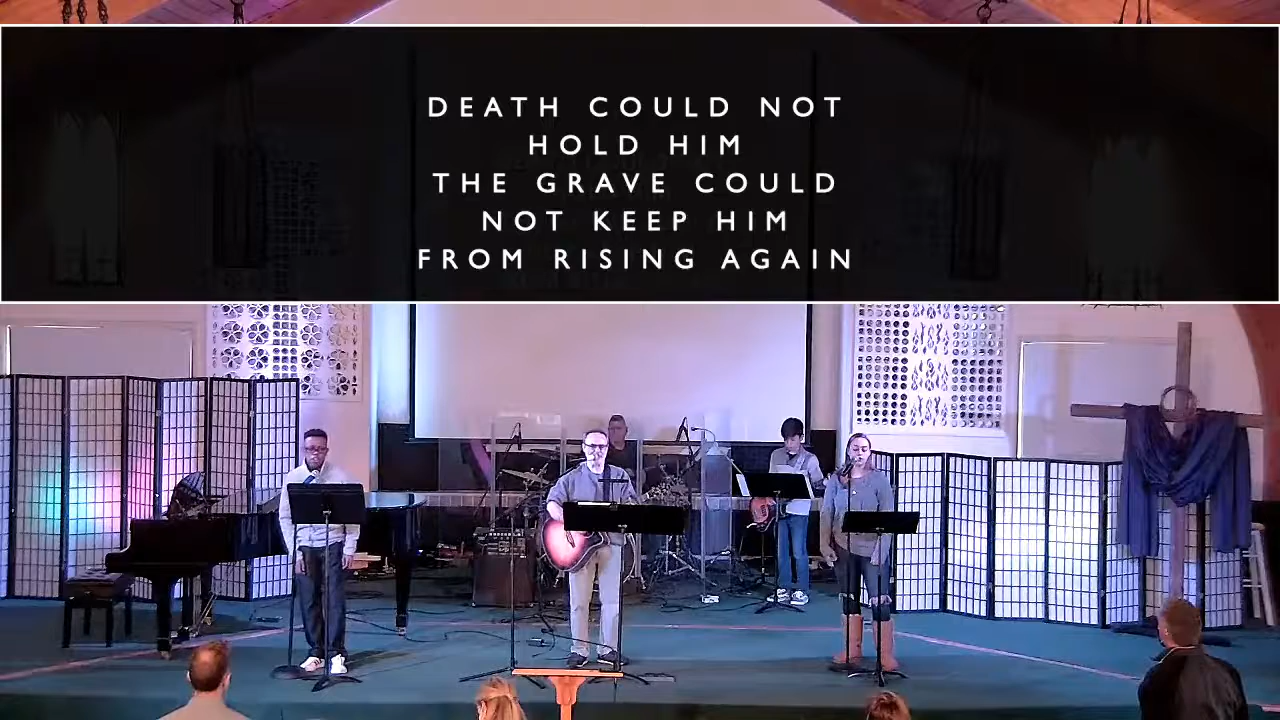 DEATH COULD NOT
HOLD HIM
THE GRAVE COULD
NOT KEEP HIM
FROM RISING AGAIN